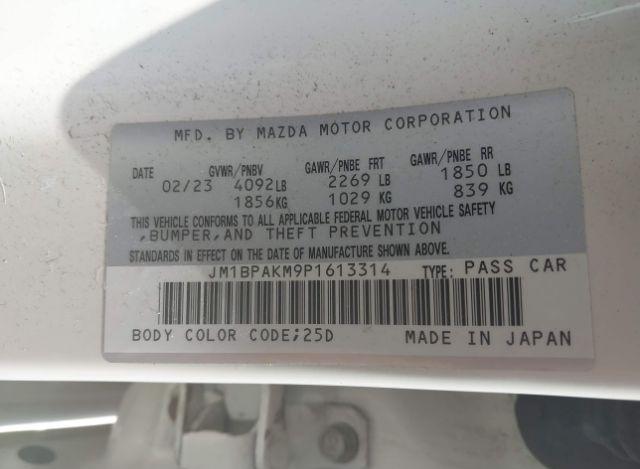 MFD. BY MAZDA MOTOR CORPORATION
DATE GVWR/PNBV GAWR/PNBE FRT GAWR/PNBE RR
02/23 4092LB 2269 LB 1850 LB
1856KG 1029 KG 839 KG
THIS VEHICLE CONFORMS TO ALL APPLICABLE FEDERAL MOTOR VEHICLE SAFETY
,BUMPER,AND THEFT PREVENTION
STANDARDS IN EFFECT ON THE DATE OF MANUFACTURE SHOWN ABOVE.
JM1BPAKM9P1613314 TYPE: PASS CAR
BODY COLOR CODE;25D MADE IN JAPAN